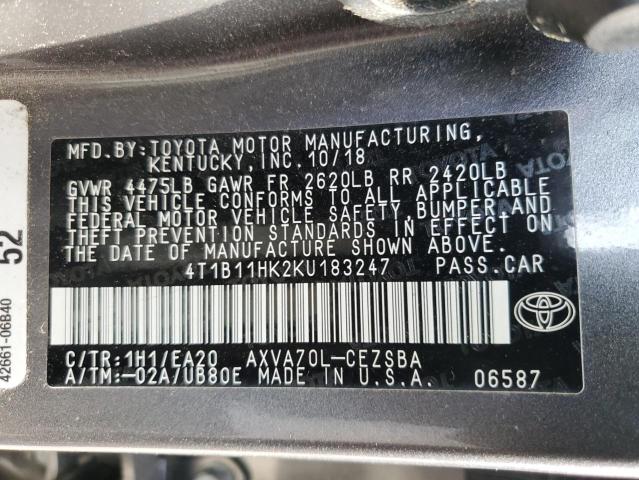 MFD.BY:TOYOTA MOTOR MANUFACTURING,
KENTUCKY, INC. 10/18
GVWR 4475LB GAWR FR 2620LB RR 2420LB
THIS VEHICLE CONFORMS TO ALL APPLICABLE
FEDERAL MOTOR VEHICLE SAFETY, BUMPER AND
THEFT PREVENTION STANDARDS IN EFFECT ON
THE DATE OF MANUFACTURE SHOWN ABOVE.
4T1B11HK2KU183247 PASS.CAR
C/TR:1H1/EA20 AXVA70L-CEZSBA
A/TM:-02A/UB80E MADE IN U.S.A. 06587
52
42661-06B40